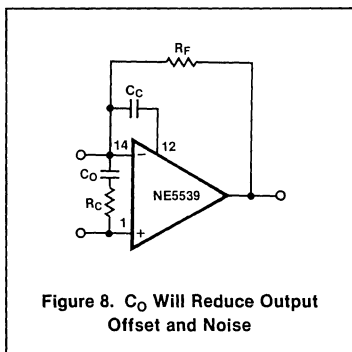 RF
CC
14
12
−
CO
NE5539
RC
1
+
Figure 8. CO Will Reduce Output
Offset and Noise